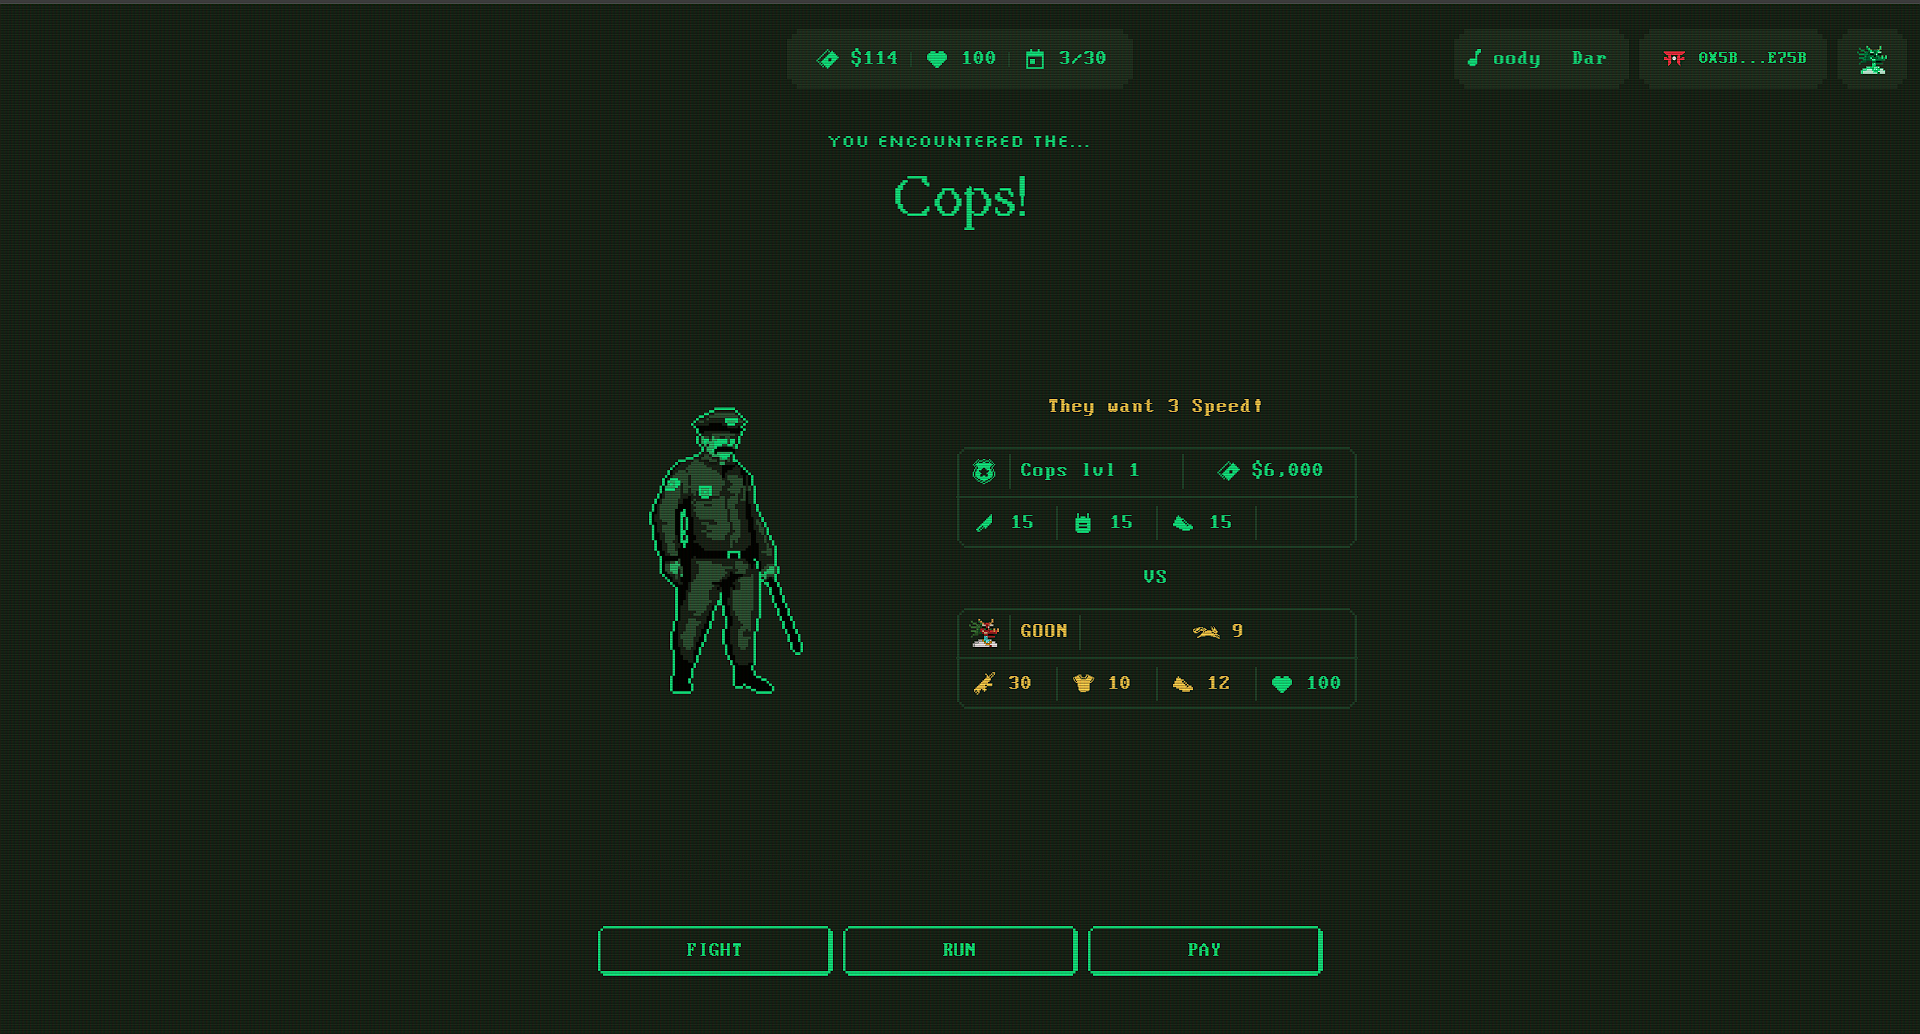 $114 100 3/30
oody Dar
0X5B...E75B
YOU ENCOUNTERED THE...
Cops!
They want 3 Speed!
Cops lvl 1 $6,000
15 15 15
VS
GOON 9
30 10 12 100
FIGHT RUN PAY